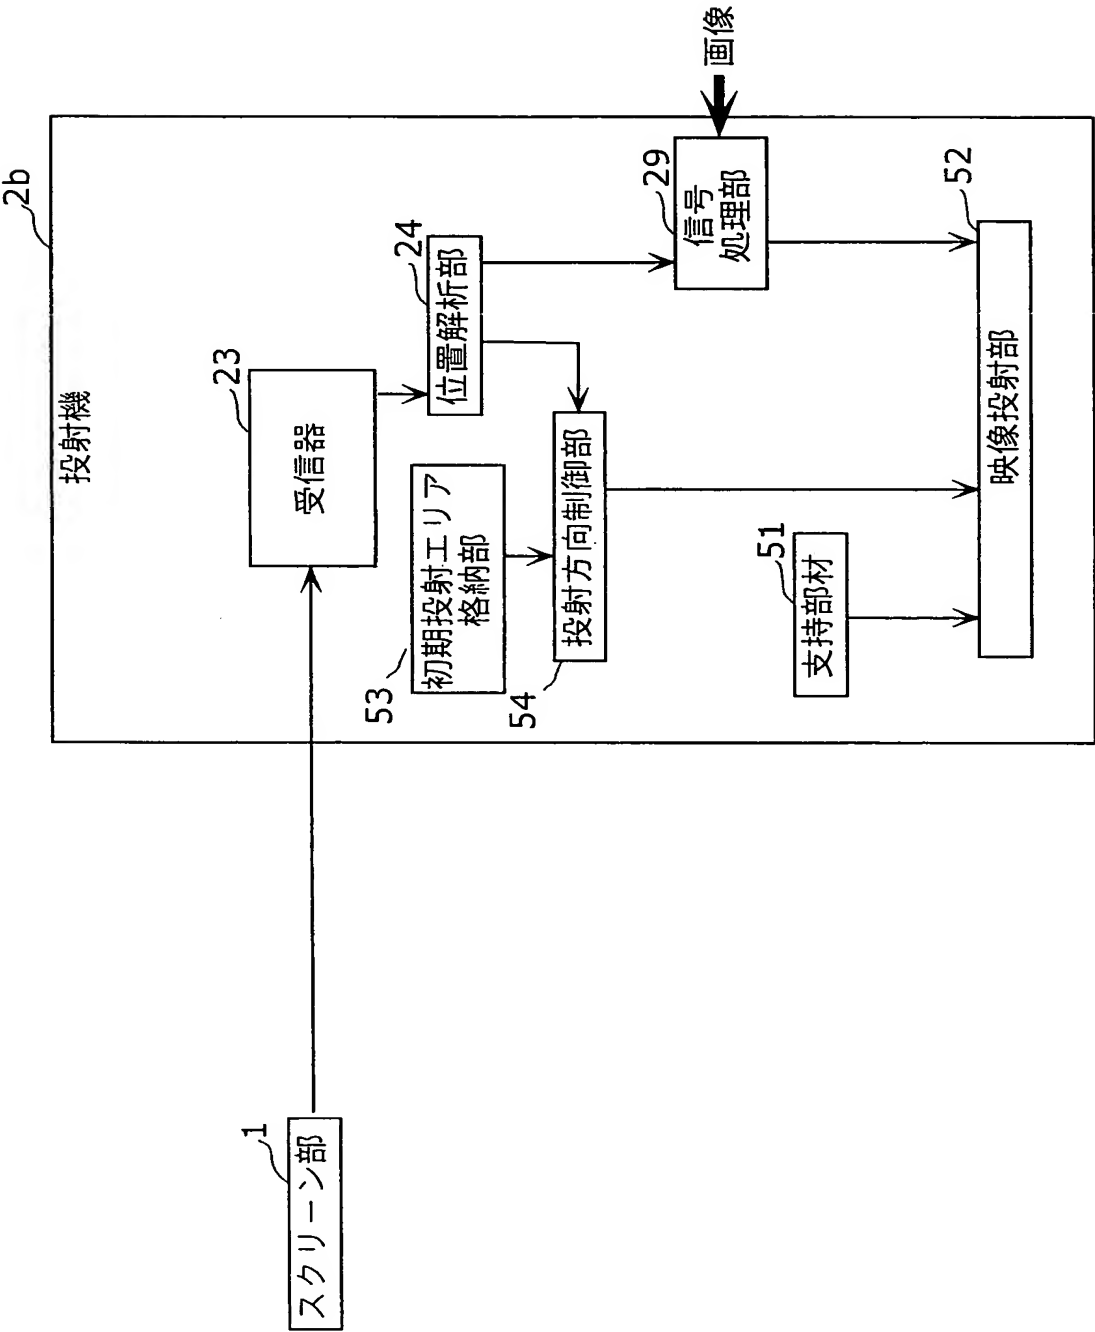 2b
投射機
23
受信器
24
位置解析部
画像
29
信号
処理部
53
初期投射エリア
格納部
54
投射方向制御部
51
支持部材
52
映像投射部
1
スクリーン部